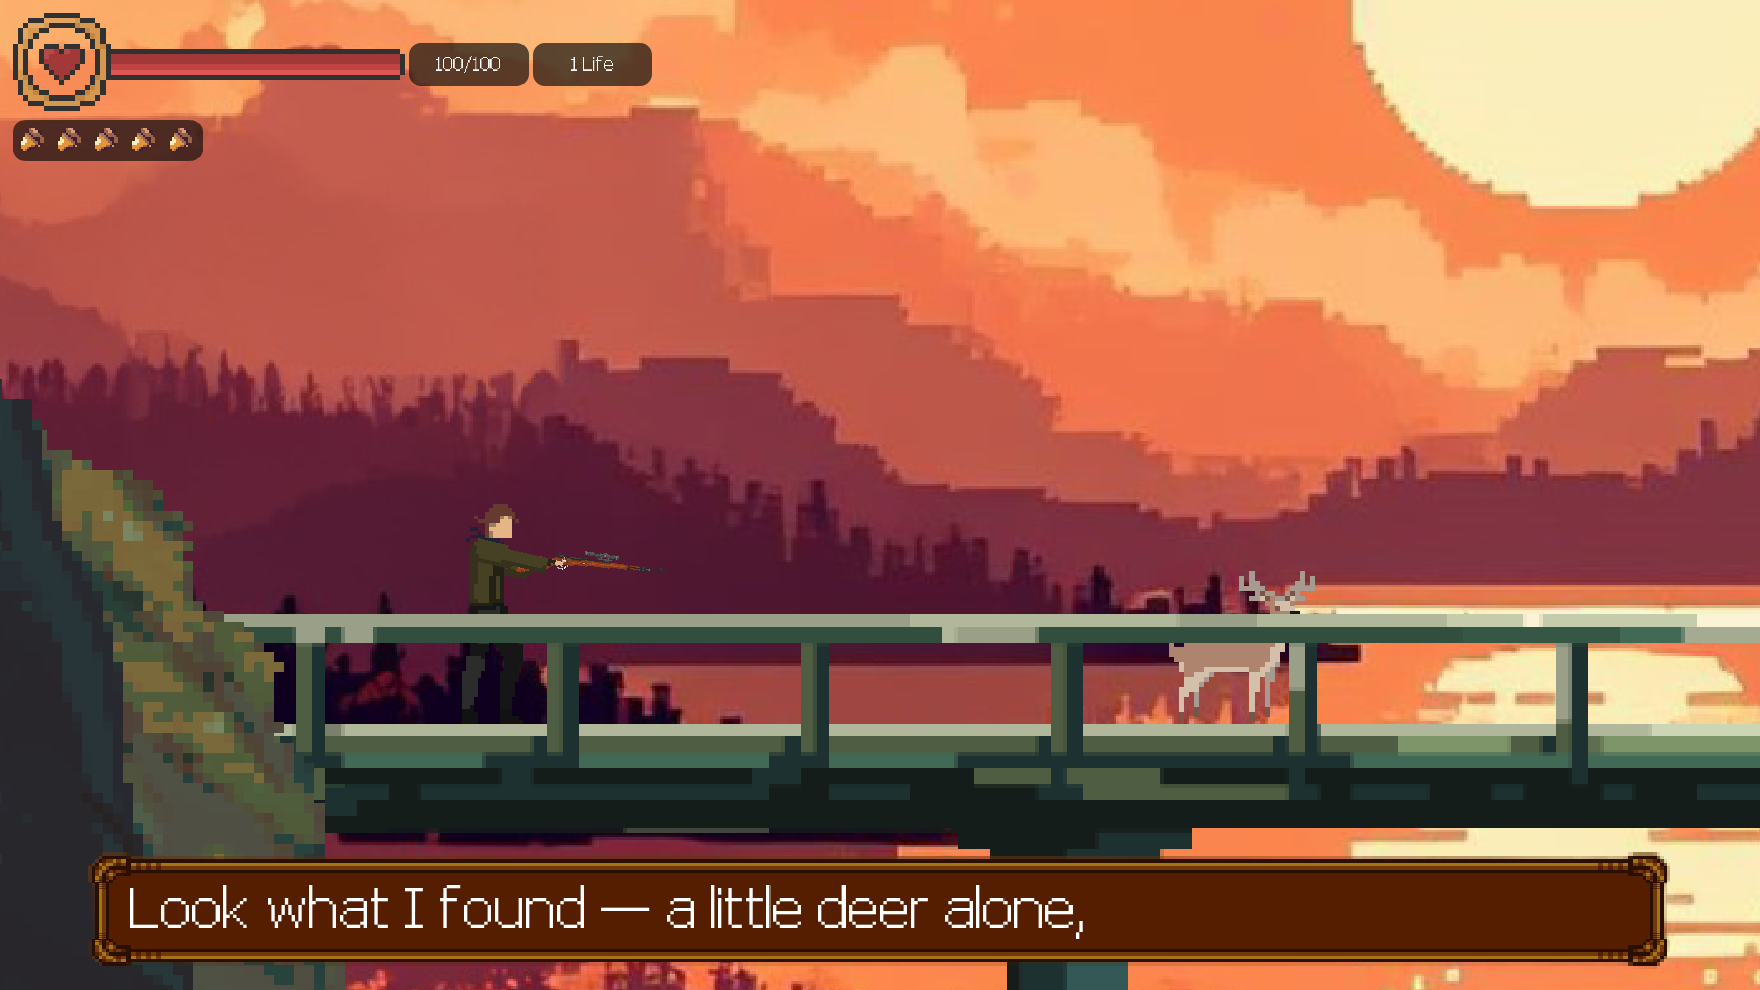 100/100 1 Life
Look what I found — a little deer alone,